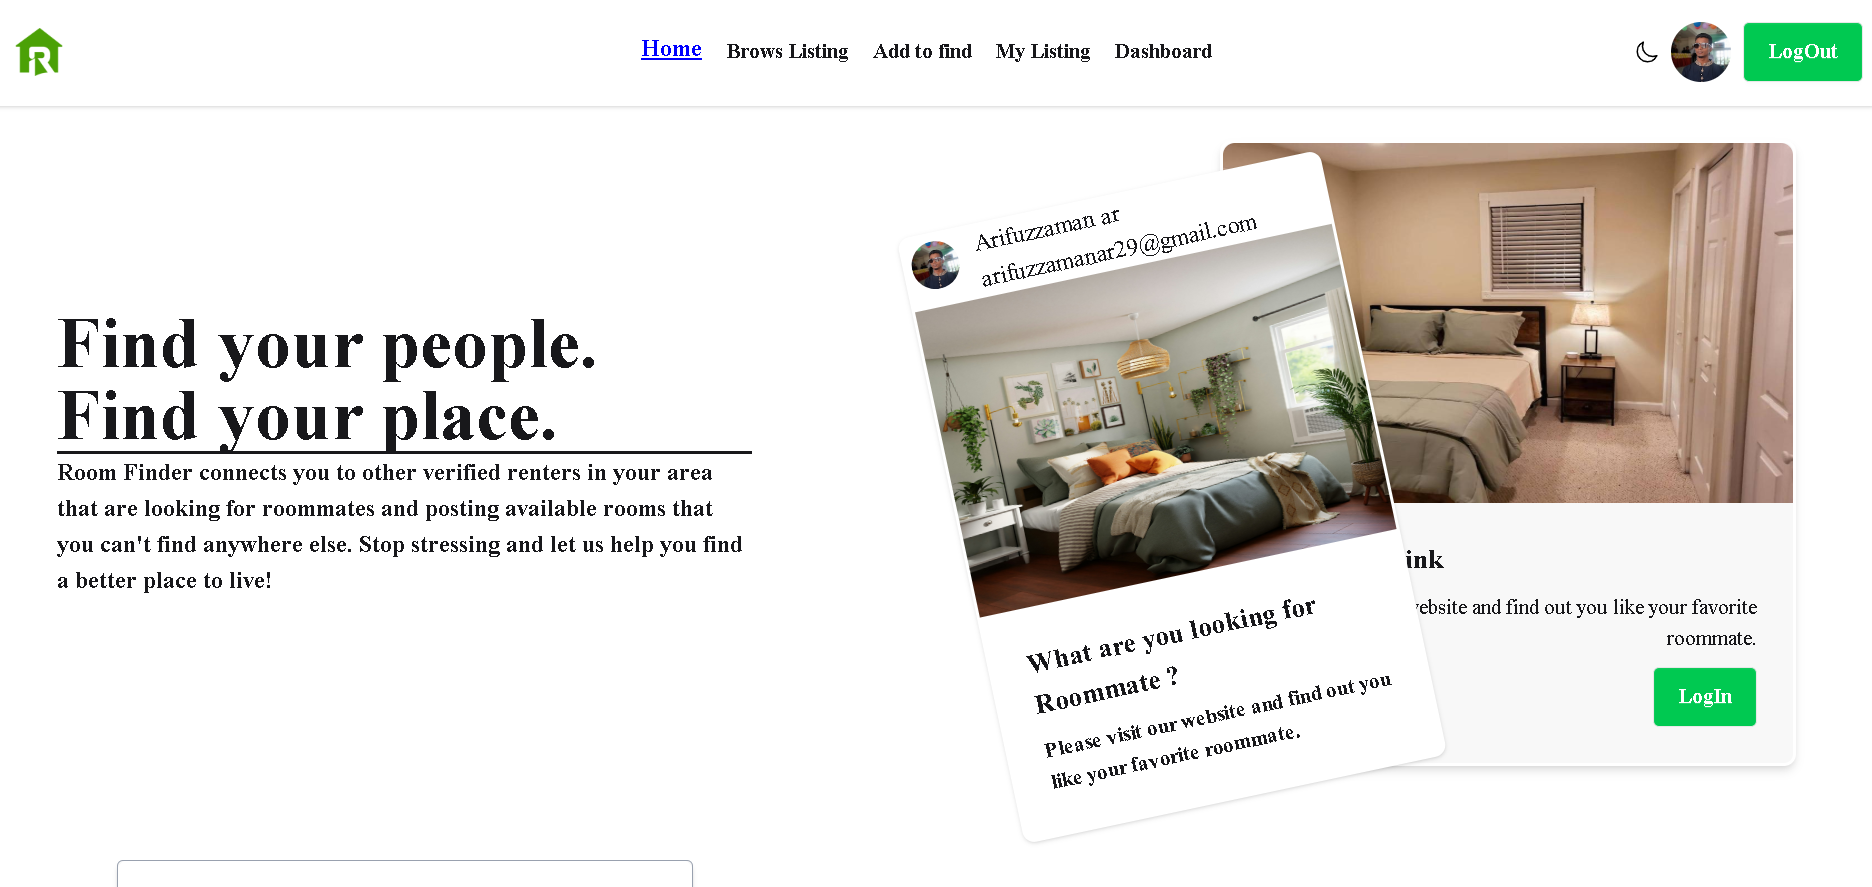 R
Home
Brows Listing
Add to find
My Listing
Dashboard
LogOut
Find your people.
Find your place.
Room Finder connects you to other verified renters in your area
that are looking for roommates and posting available rooms that
you can't find anywhere else. Stop stressing and let us help you find
a better place to live!
Arifuzzaman ar
arifuzzamanar29@gmail.com
What are you looking for
Roommate ?
Please visit our website and find out you
like your favorite roommate.
and find out you like your favorite
roommate.
LogIn